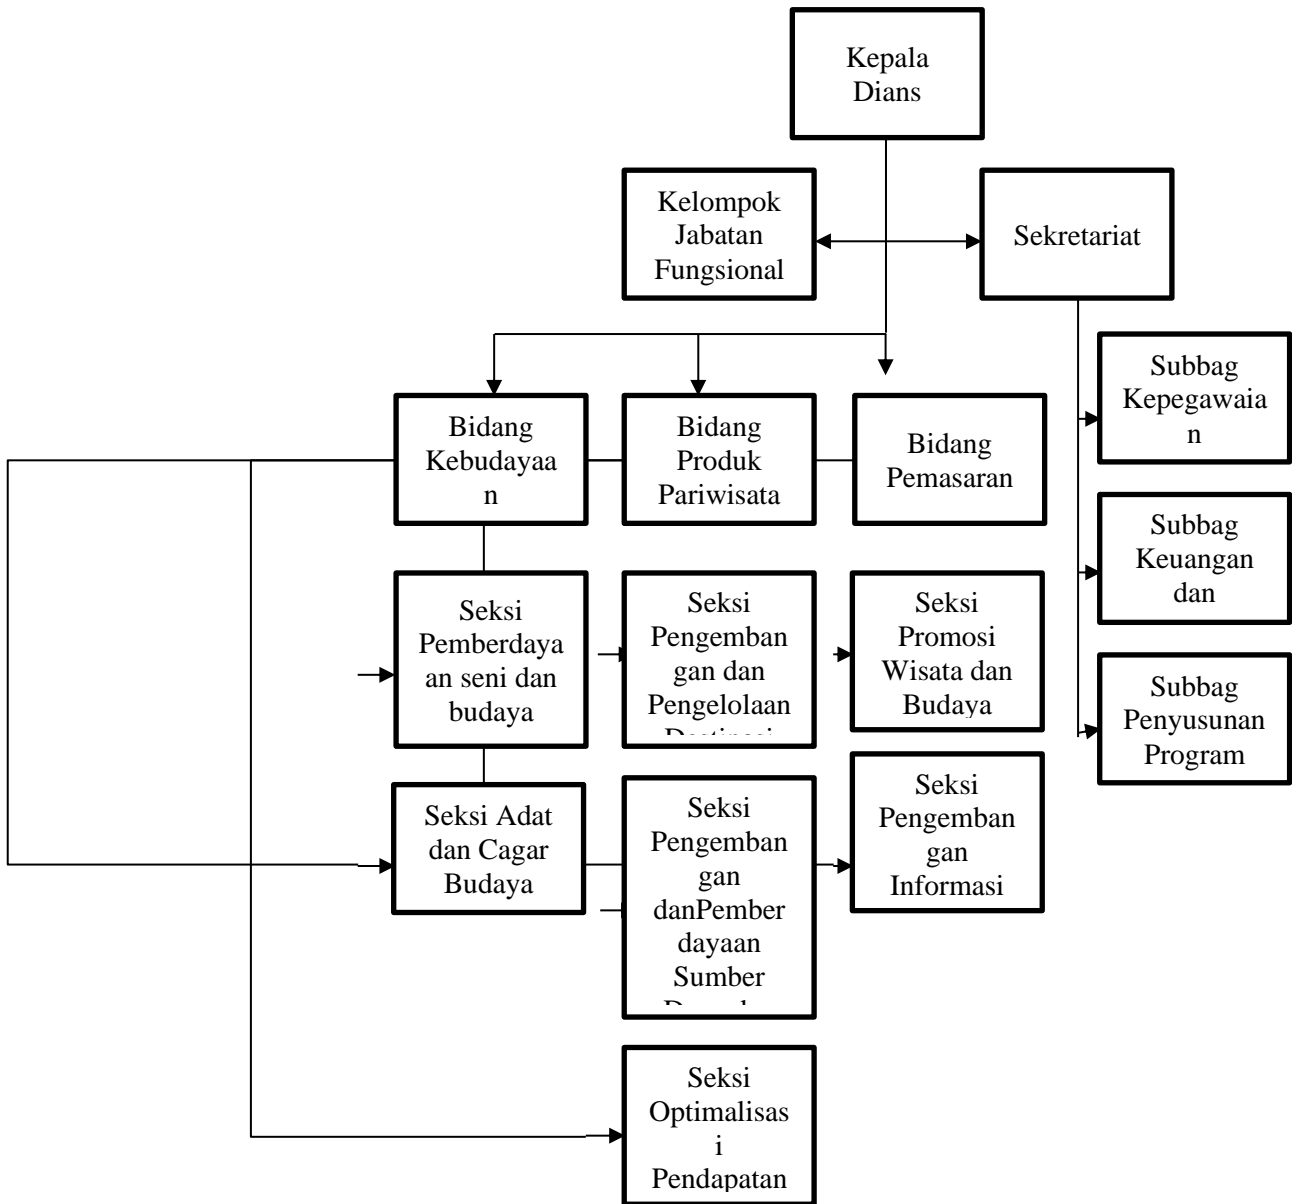 Kepala
Dians
Kelompok
Jabatan
Fungsional
Sekretariat
Subbag
Kepegawaia
n
Bidang
Kebudayaa
n
Bidang
Produk
Pariwisata
Bidang
Pemasaran
Subbag
Keuangan
dan
Seksi
Pemberdaya
an seni dan
budaya
Seksi
Pengemban
gan dan
Pengelolaan
Seksi
Promosi
Wisata dan
Budaya
Subbag
Penyusunan
Program
Seksi Adat
dan Cagar
Budaya
Seksi
Pengemban
gan
danPember
dayaan
Sumber
Seksi
Pengemban
gan
Informasi
Seksi
Optimalisas
i
Pendapatan